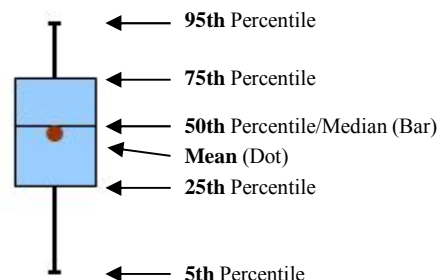 95th Percentile
75th Percentile
50th Percentile/Median (Bar)
Mean (Dot)
25th Percentile
5th Percentile